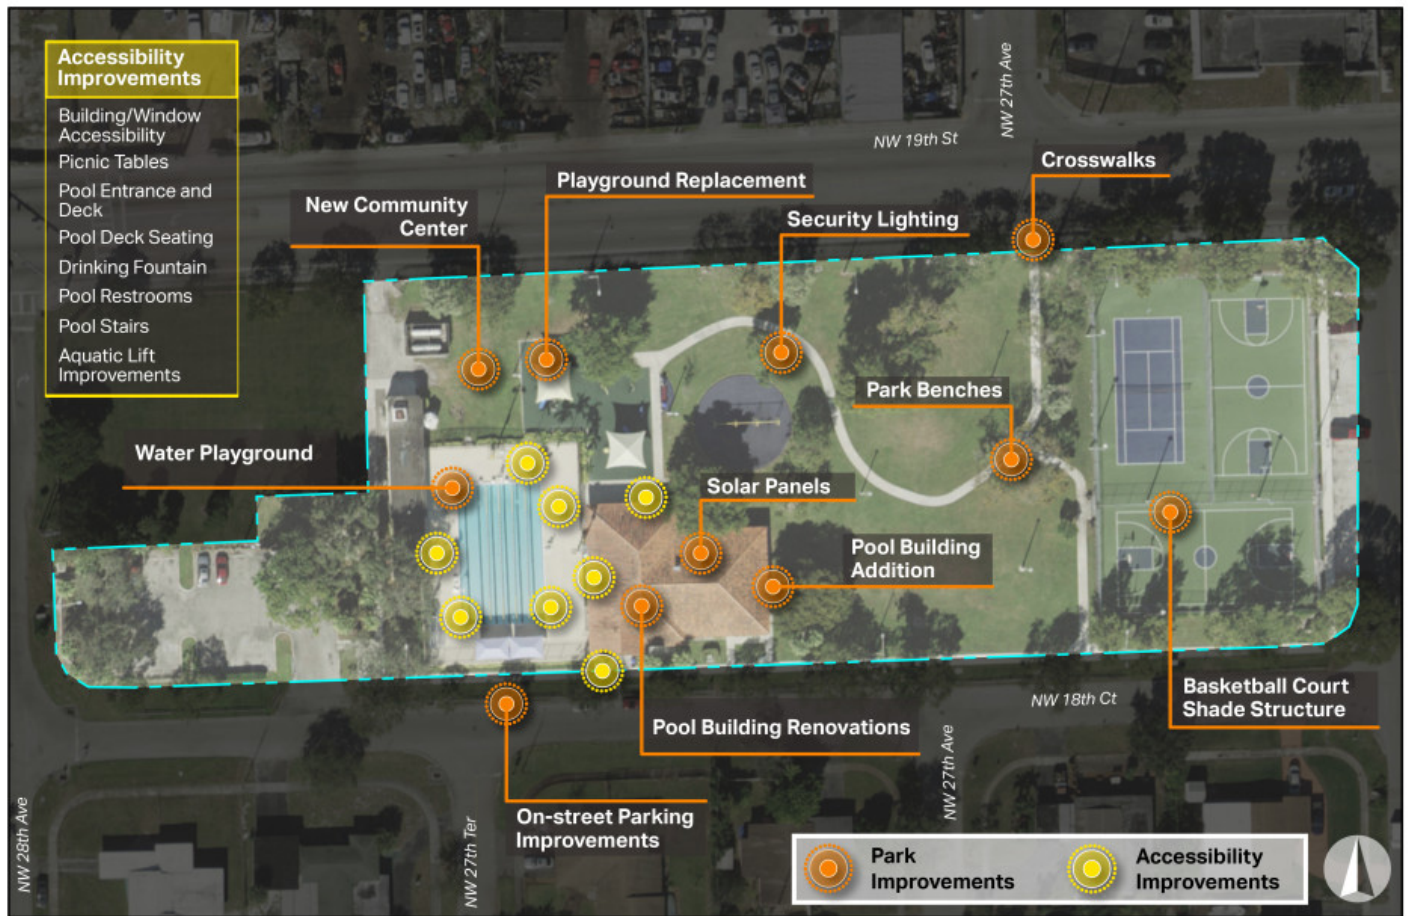 Accessibility
Improvements
Building/Window
Accessibility
Picnic Tables
Pool Entrance and
Deck
Pool Deck Seating
Drinking Fountain
Pool Restrooms
Pool Stairs
Aquatic Lift
Improvements
NW 19th St
NW 27th Ave
Crosswalks
Playground Replacement
New Community
Center
Security Lighting
Park Benches
Water Playground
Solar Panels
Pool Building
Addition
Basketball Court
Shade Structure
NW 18th Ct
Pool Building Renovations
NW 27th Ave
On-street Parking
Improvements
NW 28th Ave
NW 27th Ter
Park
Improvements
Accessibility
Improvements